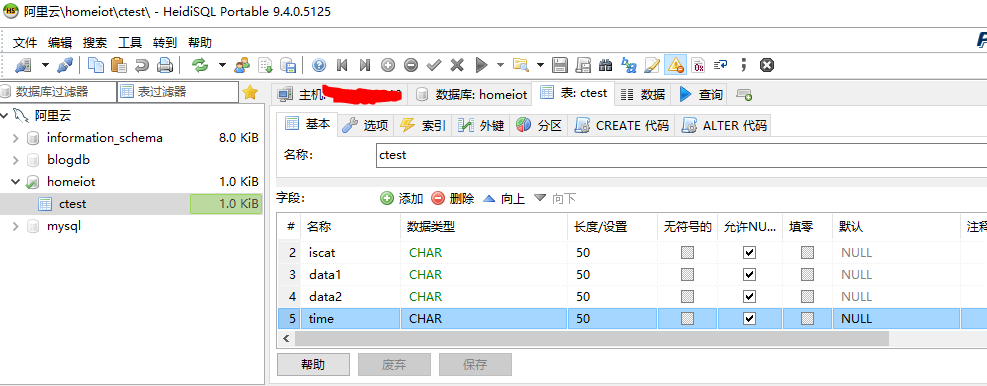 阿里云\homeiot\ctest\ - HeidiSQL Portable 9.4.0.5125
文件 编辑 搜索 工具 转到 帮助
数据库过滤器 表过滤器
主机: 数据库: homeiot 表: ctest 数据 查询
阿里云
information_schema 8.0 KiB
blogdb
homeiot 1.0 KiB
ctest 1.0 KiB
mysql
基本 选项 索引 外键 分区 CREATE 代码 ALTER 代码
名称: ctest
字段: 添加 删除 向上 向下
# 名称 数据类型 长度/设置 无符号的 允许NU... 填零 默认 注释
2 iscat CHAR 50 NULL
3 data1 CHAR 50 NULL
4 data2 CHAR 50 NULL
5 time CHAR 50 NULL
帮助 废弃 保存